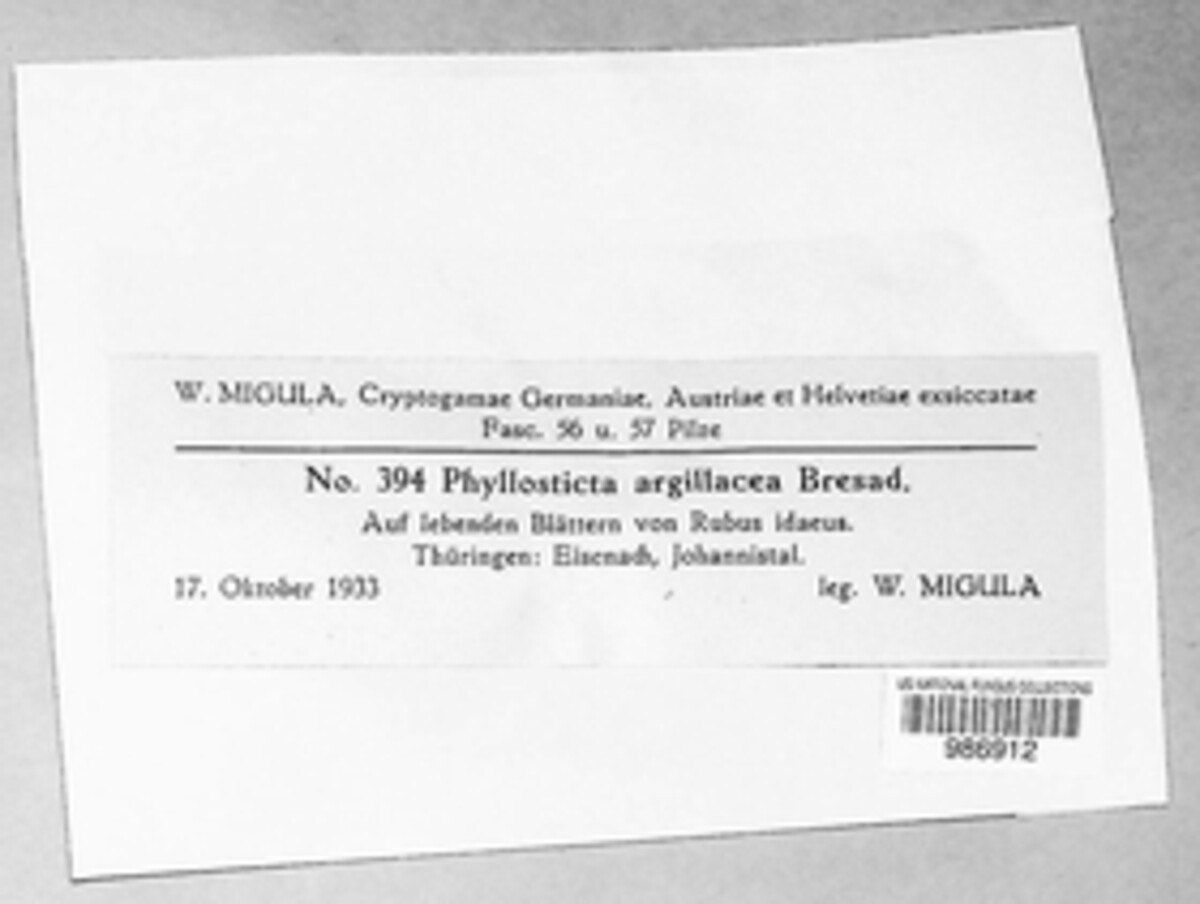 W. MIGULA, Cryptogamae Germaniae, Austriae et Helvetiae exsiccatae
Fasc. 56 u. 57 Pilze
No. 394 Phyllosticta argillacea Bresad.
Auf lebenden Blättern von Rubus idaeus.
Thüringen: Eisenach, Johannistal.
17. Oktober 1933 leg. W. MIGULA
US NATIONAL FUNGUS COLLECTIONS
986912